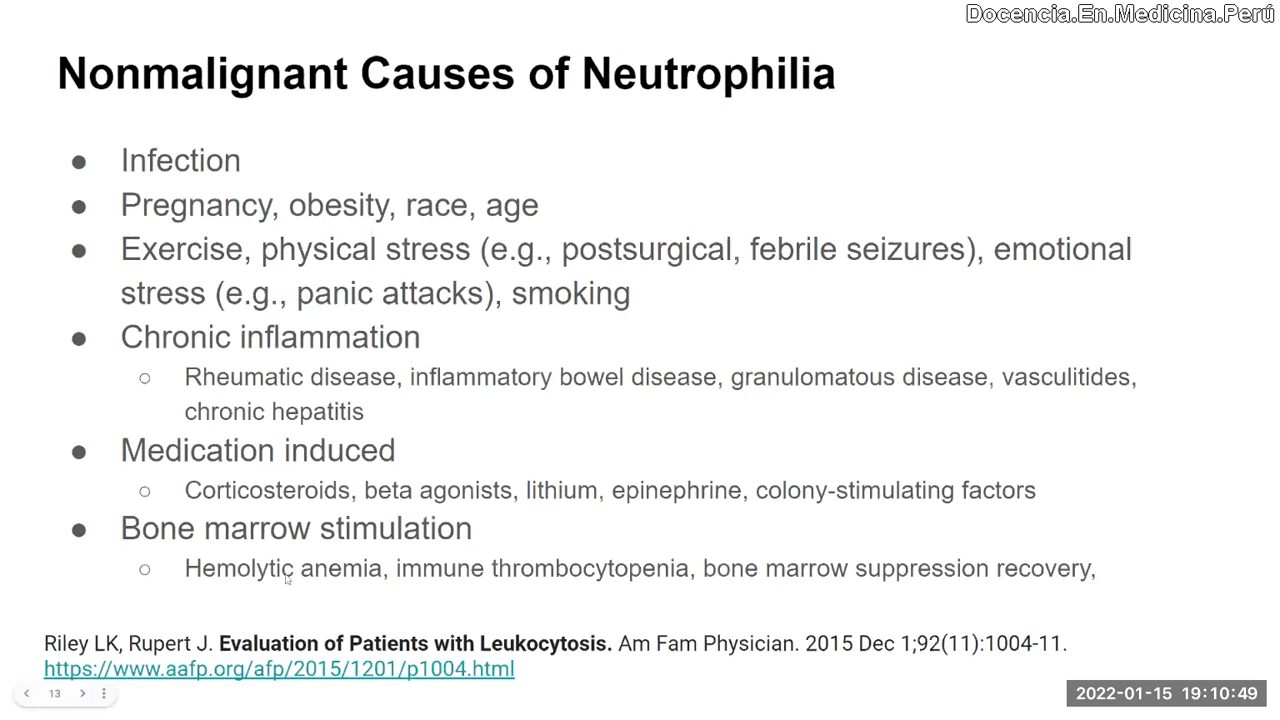 Docencia.En.Medicina.Perú
Nonmalignant Causes of Neutrophilia
● Infection
● Pregnancy, obesity, race, age
● Exercise, physical stress (e.g., postsurgical, febrile seizures), emotional
stress (e.g., panic attacks), smoking
● Chronic inflammation
○ Rheumatic disease, inflammatory bowel disease, granulomatous disease, vasculitides,
chronic hepatitis
● Medication induced
○ Corticosteroids, beta agonists, lithium, epinephrine, colony-stimulating factors
● Bone marrow stimulation
○ Hemolytic anemia, immune thrombocytopenia, bone marrow suppression recovery,
Riley LK, Rupert J. Evaluation of Patients with Leukocytosis. Am Fam Physician. 2015 Dec 1;92(11):1004-11.
https://www.aafp.org/afp/2015/1201/p1004.html
13
2022-01-15 19:10:49